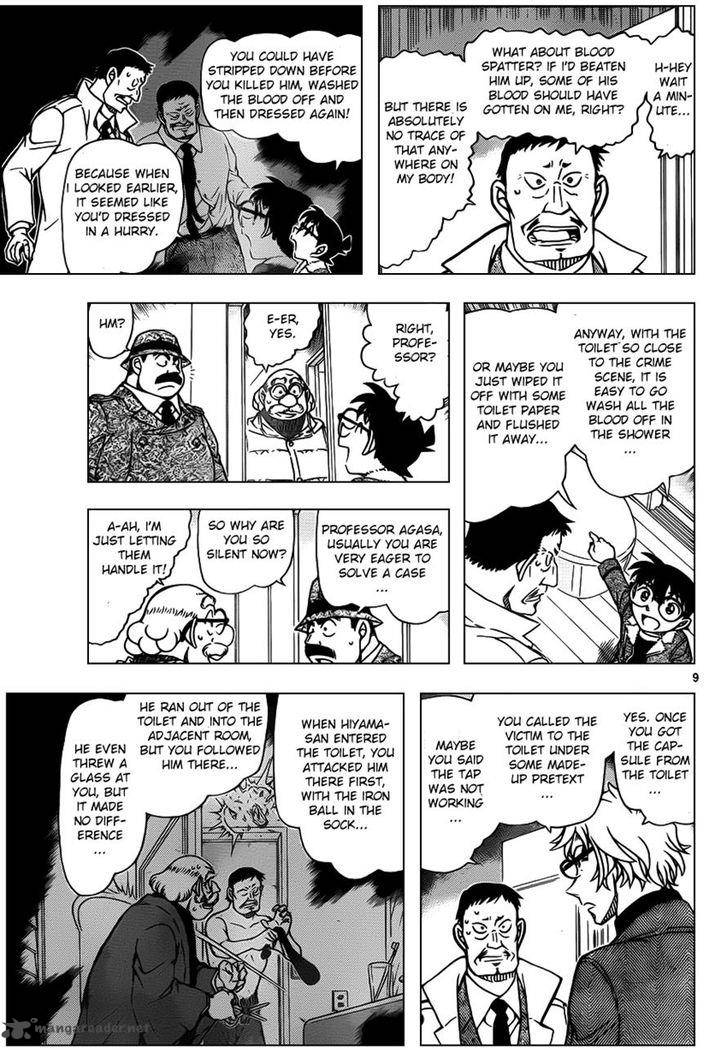 H-HEY
WAIT
A MIN-
UTE...
WHAT ABOUT BLOOD
SPATTER? IF I'D BEATEN
HIM UP, SOME OF HIS
BLOOD SHOULD HAVE
GOTTEN ON ME, RIGHT?
BUT THERE IS
ABSOLUTELY
NO TRACE OF
THAT ANY-
WHERE ON
MY BODY!
YOU COULD HAVE
STRIPPED DOWN BEFORE
YOU KILLED HIM, WASHED
THE BLOOD OFF AND
THEN DRESSED AGAIN!
BECAUSE WHEN
I LOOKED EARLIER,
IT SEEMED LIKE
YOU'D DRESSED
IN A HURRY.
ANYWAY, WITH THE
TOILET SO CLOSE
TO THE CRIME
SCENE, IT IS
EASY TO GO
WASH ALL THE
BLOOD OFF IN
THE SHOWER
...
OR MAYBE YOU
JUST WIPED IT
OFF WITH SOME
TOILET PAPER
AND FLUSHED
IT AWAY...
RIGHT,
PROFE-
SSOR?
E-ER,
YES.
HM?
PROFESSOR AGASA,
USUALLY YOU ARE
VERY EAGER TO
SOLVE A CASE
...
SO WHY ARE
YOU SO
SILENT NOW?
A-AH, I'M
JUST LETTING
THEM
HANDLE IT!
9
YES. ONCE
YOU GOT
THE CAP-
SULE FROM
THE TOILET
...
YOU CALLED THE
VICTIM TO THE
TOILET UNDER
SOME MADE-
UP PRETEXT
...
MAYBE
YOU SAID
THE TAP
WAS NOT
WORKING
...
WHEN HIYAMA-
SAN ENTERED
THE TOILET, YOU
ATTACKED HIM
THERE FIRST,
WITH THE IRON
BALL IN THE
SOCK...
HE RAN OUT OF THE
TOILET AND INTO THE
ADJACENT ROOM,
BUT YOU FOLLOWED
HIM THERE...
HE EVEN
THREW A
GLASS AT
YOU, BUT IT
MADE NO
DIFF-
ERENCE
...
mangareader.net